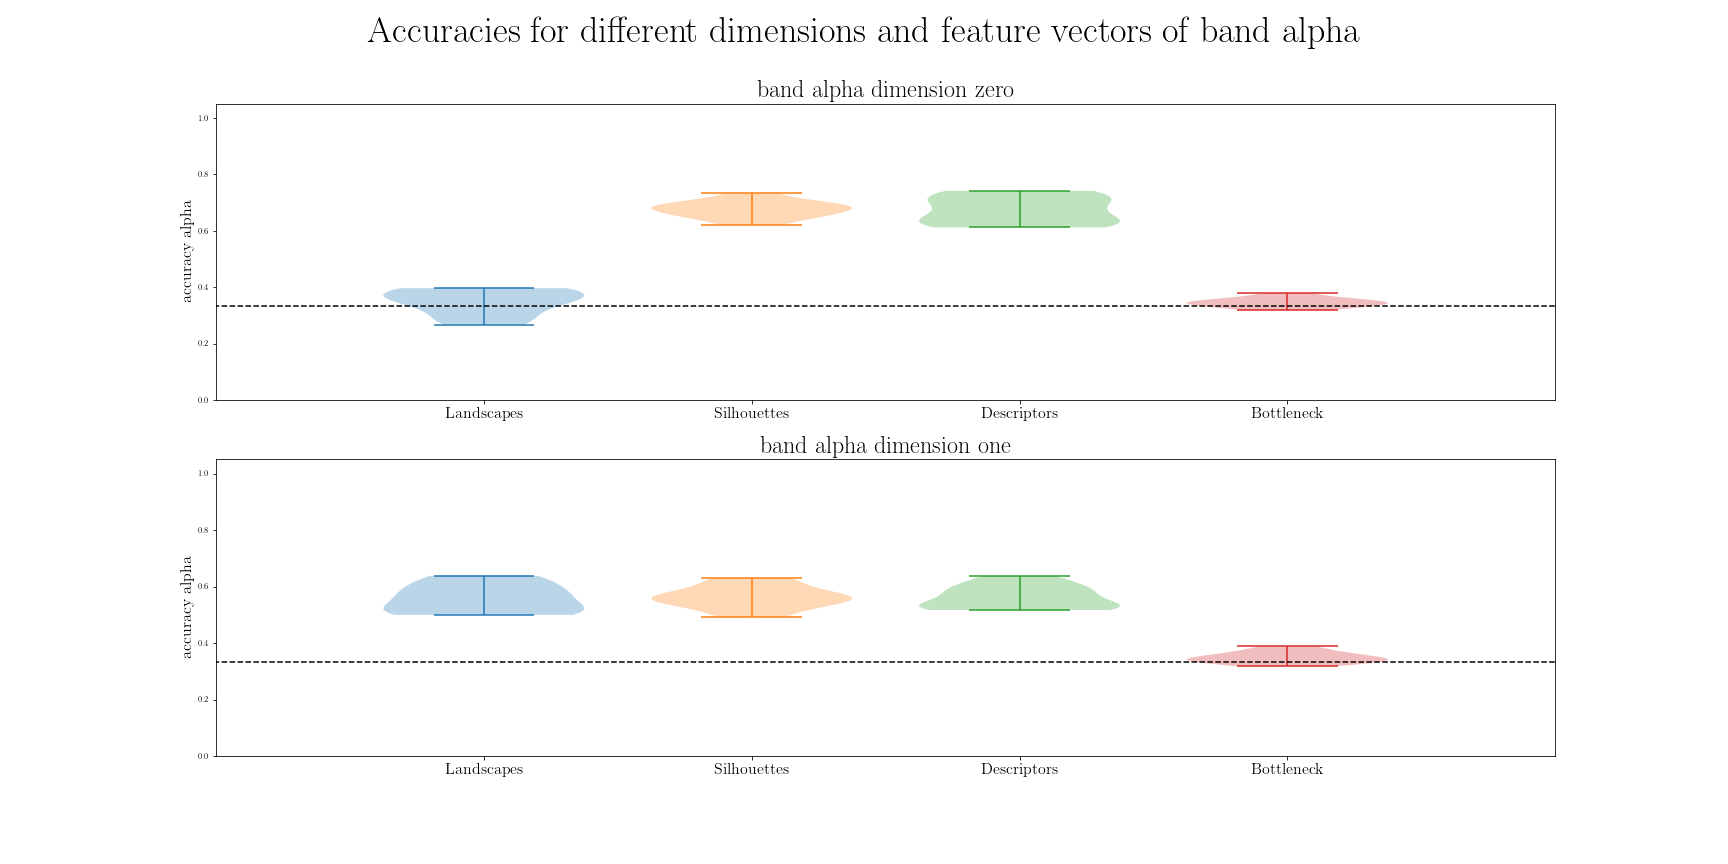 Accuracies for different dimensions and feature vectors of band alpha
band alpha dimension zero
1.0
0.8
0.6
0.4
0.2
0.0
accuracy alpha
Landscapes Silhouettes Descriptors Bottleneck
band alpha dimension one
1.0
0.8
0.6
0.4
0.2
0.0
accuracy alpha
Landscapes Silhouettes Descriptors Bottleneck